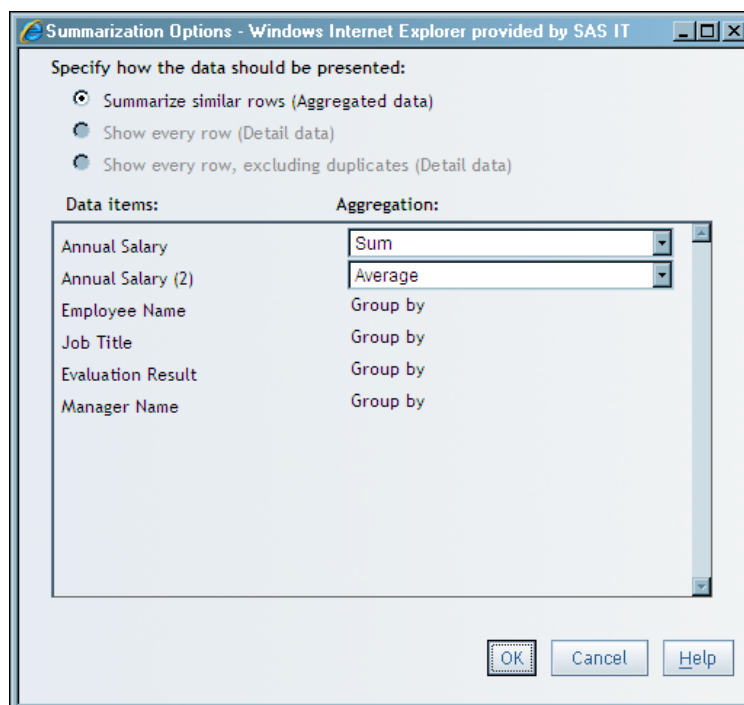 Summarization Options - Windows Internet Explorer provided by SAS IT
Specify how the data should be presented:
Summarize similar rows (Aggregated data)
Show every row (Detail data)
Show every row, excluding duplicates (Detail data)
Data items: Aggregation:
Annual Salary Sum
Annual Salary (2) Average
Employee Name Group by
Job Title Group by
Evaluation Result Group by
Manager Name Group by
OK Cancel Help